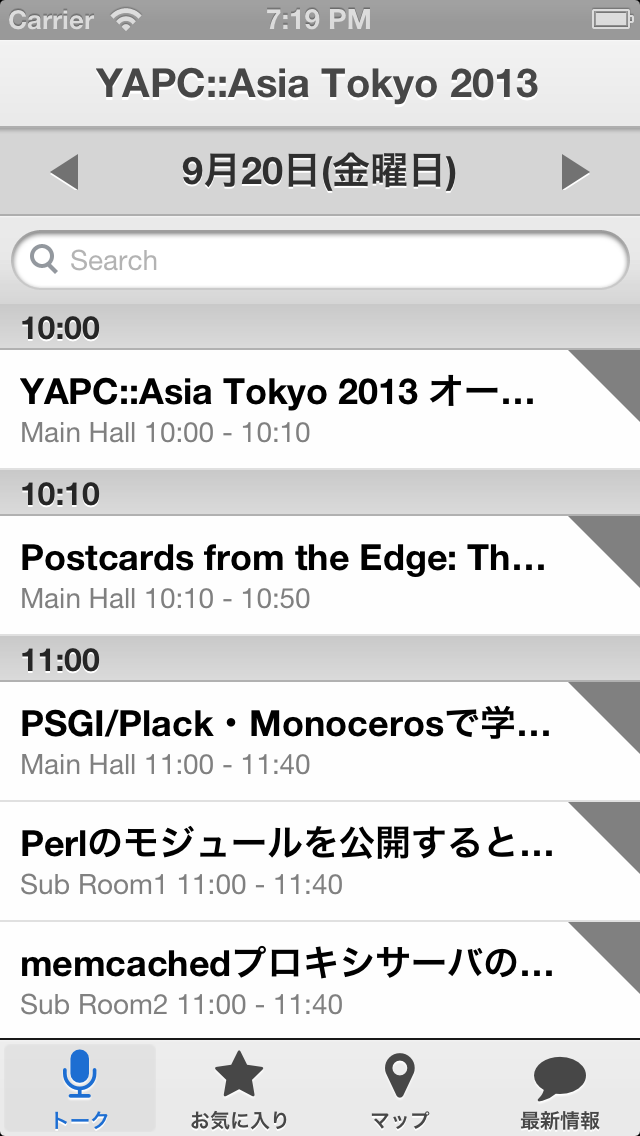 Carrier 7:19 PM
YAPC::Asia Tokyo 2013
9月20日(金曜日)
Search
10:00
YAPC::Asia Tokyo 2013 オー...
Main Hall 10:00 - 10:10
10:10
Postcards from the Edge: Th...
Main Hall 10:10 - 10:50
11:00
PSGI/Plack・Monocerosで学...
Main Hall 11:00 - 11:40
Perlのモジュールを公開すると...
Sub Room1 11:00 - 11:40
memcachedプロキシサーバの...
Sub Room2 11:00 - 11:40
トーク お気に入り マップ 最新情報